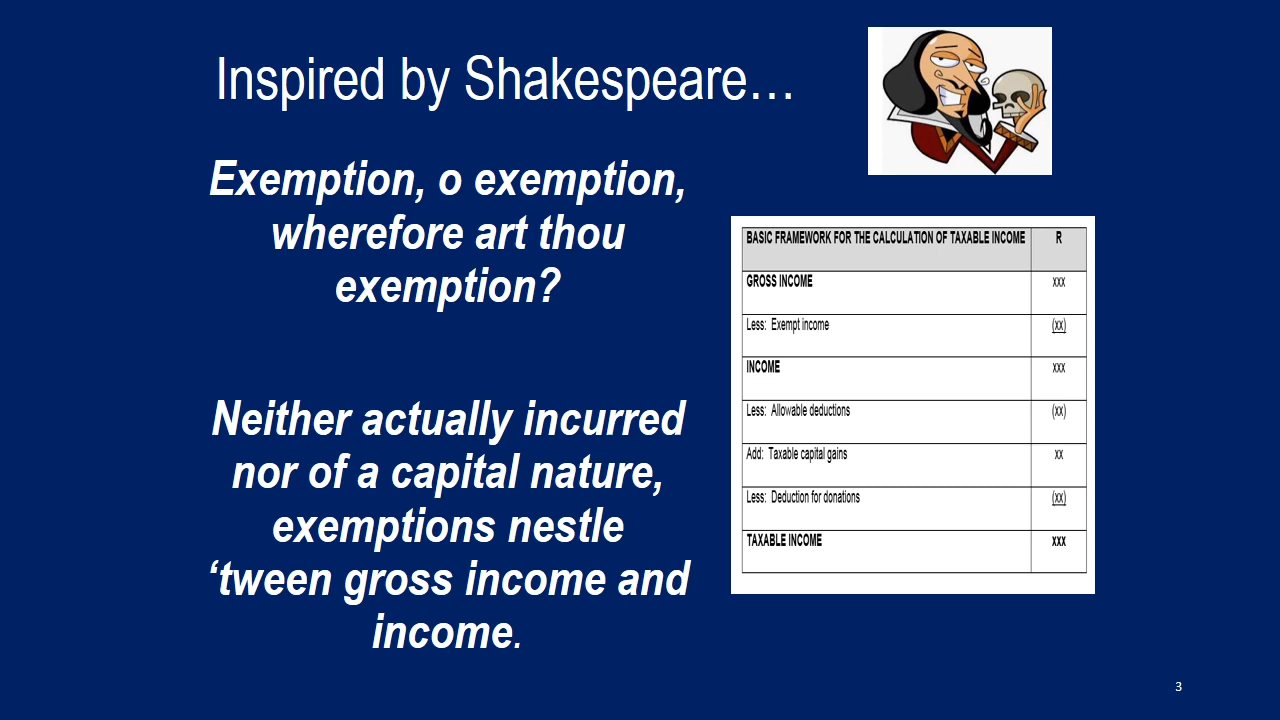 Inspired by Shakespeare…
Exemption, o exemption,
wherefore art thou
exemption?
Neither actually incurred
nor of a capital nature,
exemptions nestle
‘tween gross income and
income.
BASIC FRAMEWORK FOR THE CALCULATION OF TAXABLE INCOME R
GROSS INCOME xxx
Less: Exempt income (xx)
INCOME xxx
Less: Allowable deductions (xx)
Add: Taxable capital gains xx
Less: Deduction for donations (xx)
TAXABLE INCOME xxx
3